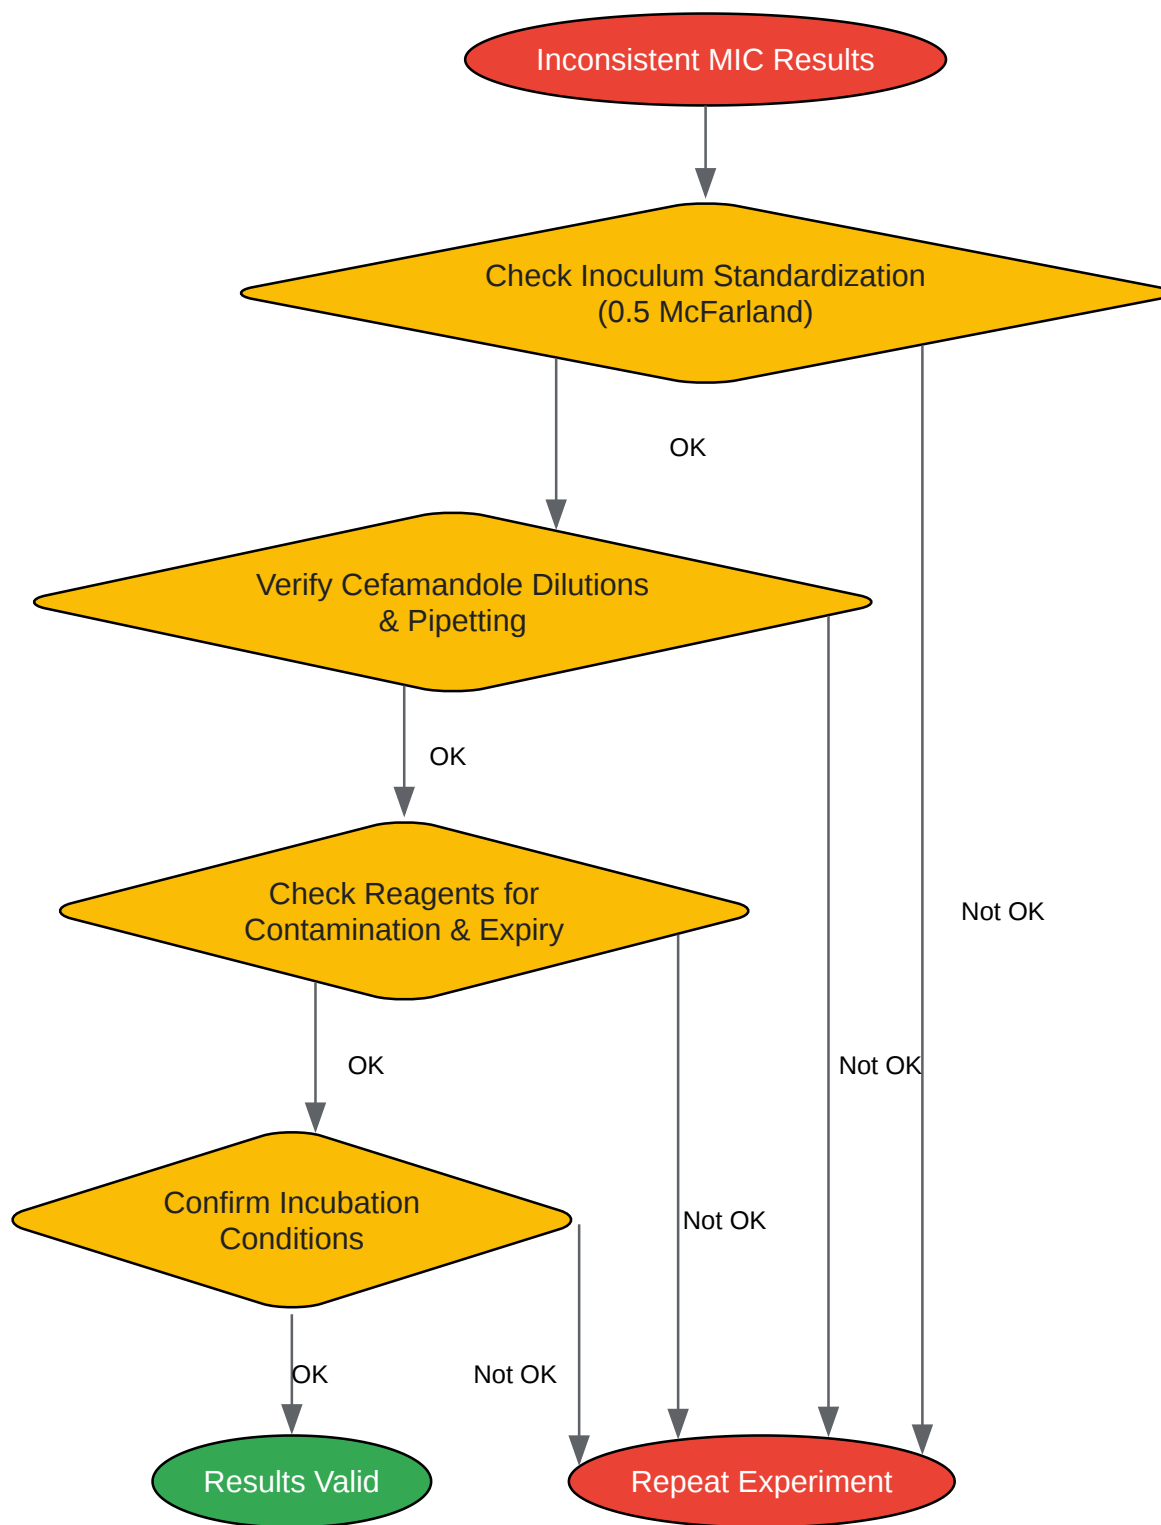 Inconsistent MIC Results
Check Inoculum Standardization
(0.5 McFarland)
OK
Verify Cefamandole Dilutions
& Pipetting
OK
Check Reagents for
Contamination & Expiry
Not OK
OK
Not OK
Confirm Incubation
Conditions
Not OK
OK
Not OK
Results Valid
Repeat Experiment